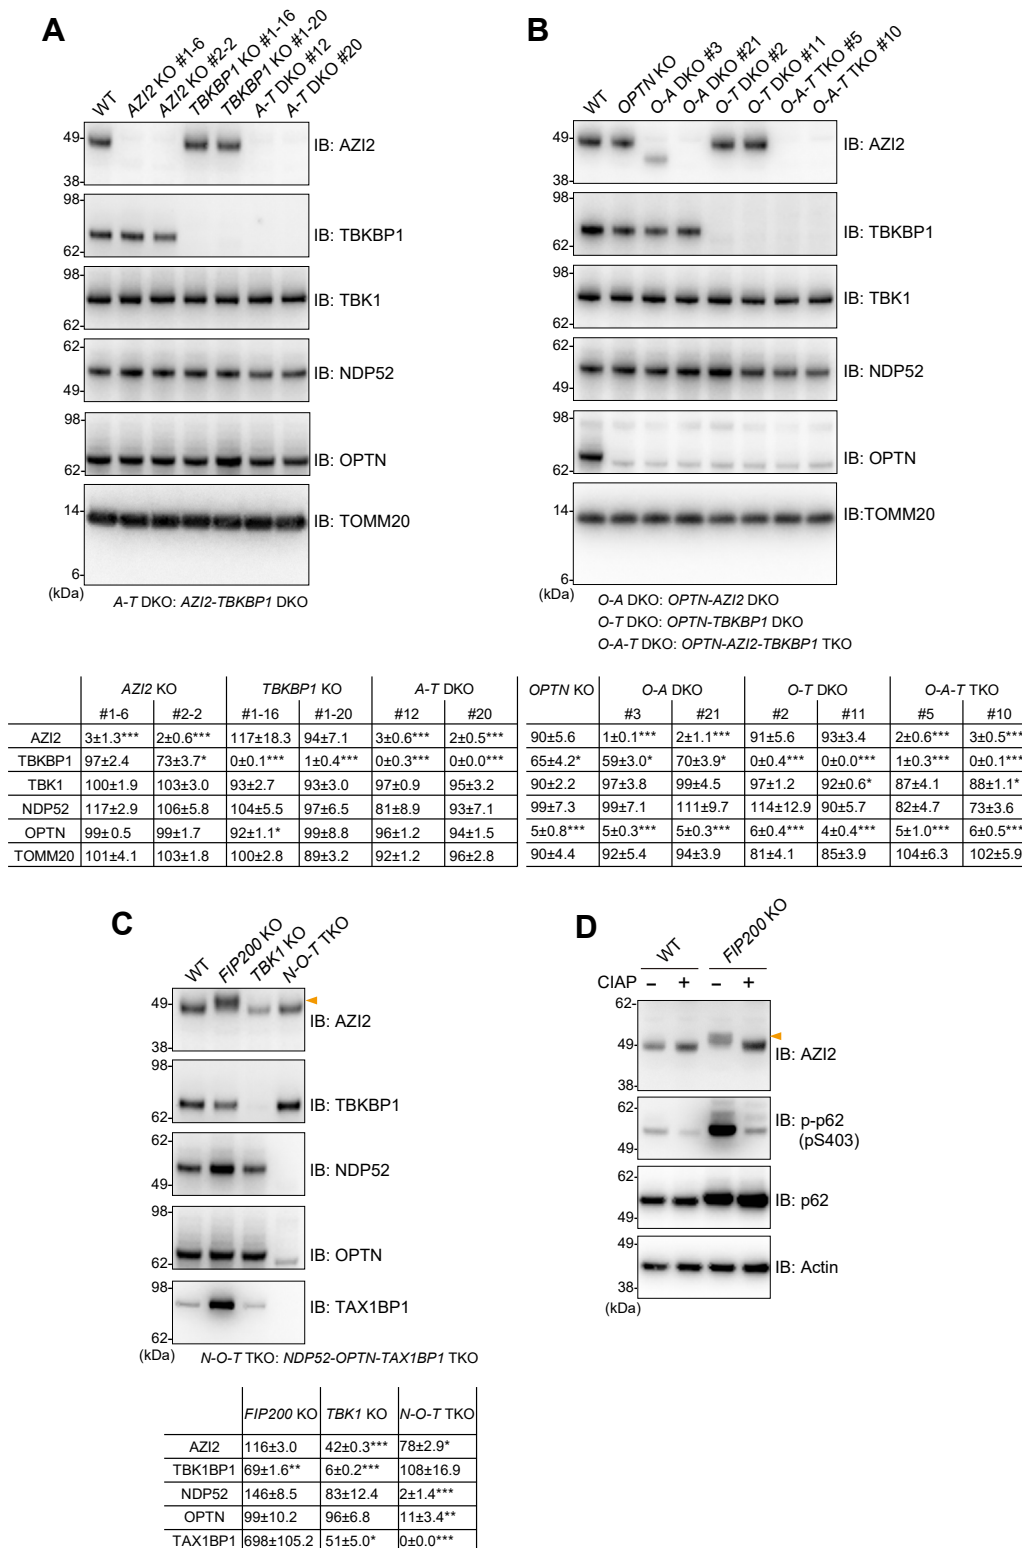 A
WT
AZI2 KO #1-6
AZI2 KO #2-2
TBKBP1 KO #1-16
TBKBP1 KO #1-20
A-T DKO #12
A-T DKO #20
49-
38-
IB: AZI2
98-
62-
IB: TBKBP1
98-
62-
IB: TBK1
62-
49-
IB: NDP52
98-
62-
IB: OPTN
14-
6-
IB: TOMM20
(kDa)
A-T DKO: AZI2-TBKBP1 DKO
B
WT
OPTN KO
O-A DKO #3
O-A DKO #21
O-T DKO #2
O-T DKO #11
O-A-T TKO #5
O-A-T TKO #10
49-
38-
IB: AZI2
98-
62-
IB: TBKBP1
98-
62-
IB: TBK1
62-
49-
IB: NDP52
98-
62-
IB: OPTN
14-
6-
IB:TOMM20
(kDa)
O-A DKO: OPTN-AZI2 DKO
O-T DKO: OPTN-TBKBP1 DKO
O-A-T DKO: OPTN-AZI2-TBKBP1 TKO
AZI2 KO TBKBP1 KO A-T DKO OPTN KO O-A DKO O-T DKO O-A-T TKO
#1-6 #2-2 #1-16 #1-20 #12 #20 #3 #21 #2 #11 #5 #10
AZI2 3±1.3*** 2±0.6*** 117±18.3 94±7.1 3±0.6*** 2±0.5*** 90±5.6 1±0.1*** 2±1.1*** 91±5.6 93±3.4 2±0.6*** 3±0.5***
TBKBP1 97±2.4 73±3.7* 0±0.1*** 1±0.4*** 0±0.3*** 0±0.0*** 65±4.2* 59±3.0* 70±3.9* 0±0.4*** 0±0.0*** 1±0.3*** 0±0.1***
TBK1 100±1.9 103±3.0 93±2.7 93±3.0 97±0.9 95±3.2 90±2.2 97±3.8 99±4.5 97±1.2 92±0.6* 87±4.1 88±1.1*
NDP52 117±2.9 106±5.8 104±5.5 97±6.5 81±8.9 93±7.1 99±7.3 99±7.1 111±9.7 114±12.9 90±5.7 82±4.7 73±3.6
OPTN 99±0.5 99±1.7 92±1.1* 99±8.8 96±1.2 94±1.5 5±0.8*** 5±0.3*** 5±0.3*** 6±0.4*** 4±0.4*** 5±1.0*** 6±0.5***
TOMM20 101±4.1 103±1.8 100±2.8 89±3.2 92±1.2 96±2.8 90±4.4 92±5.4 94±3.9 81±4.1 85±3.9 104±6.3 102±5.9
C
WT
FIP200 KO
TBK1 KO
N-O-T TKO
49-
38-
IB: AZI2
98-
62-
IB: TBKBP1
62-
49-
IB: NDP52
98-
62-
IB: OPTN
98-
62-
IB: TAX1BP1
(kDa)
N-O-T TKO: NDP52-OPTN-TAX1BP1 TKO
FIP200 KO TBK1 KO N-O-T TKO
AZI2 116±3.0 42±0.3*** 78±2.9*
TBK1BP1 69±1.6** 6±0.2*** 108±16.9
NDP52 146±8.5 83±12.4 2±1.4***
OPTN 99±10.2 96±6.8 11±3.4**
TAX1BP1 698±105.2 51±5.0* 0±0.0***
D
WT FIP200 KO
CIAP − + − +
62-
49-
38-
IB: AZI2
62-
49-
IB: p-p62
(pS403)
62-
49-
IB: p62
49-
38-
IB: Actin
(kDa)